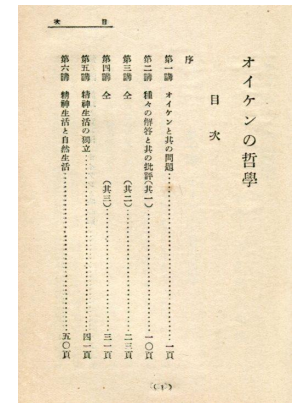 目次
オイケンの哲學
目次
序
第一講 オイケンと其の問題……………………一頁
第二講 種々の解答と其の批評(其一)……………………一〇頁
第三講 仝 (其二)……………………二三頁
第四講 仝 (其三)……………………三一頁
第五講 精神生活の獨立……………………四一頁
第六講 精神生活と自然生活……………………五〇頁
(1)